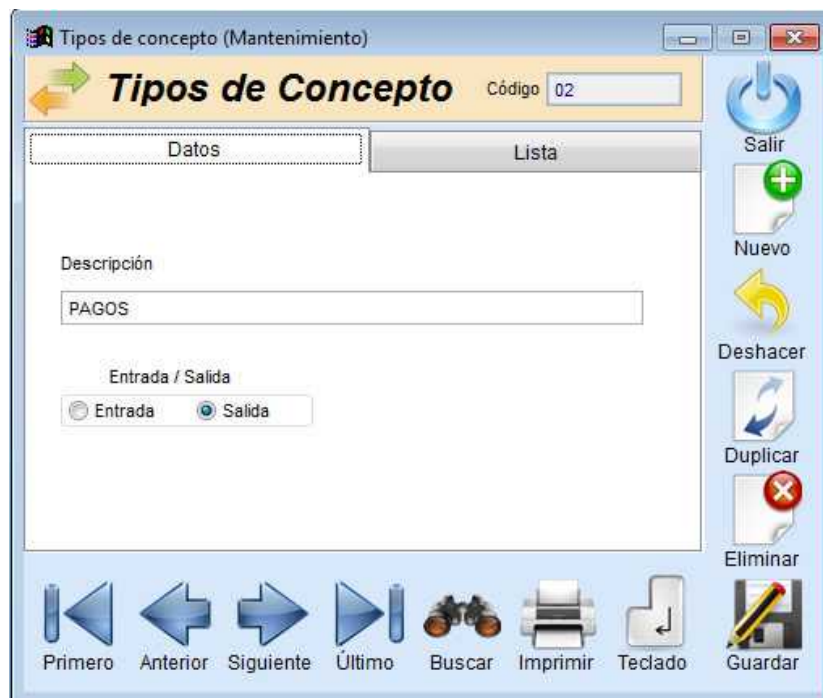 Tipos de concepto (Mantenimiento)
Tipos de Concepto
Código 02
Salir
Datos
Lista
Nuevo
Descripción
PAGOS
Deshacer
Entrada / Salida
Entrada Salida
Duplicar
Eliminar
Primero Anterior Siguiente Último Buscar Imprimir Teclado Guardar